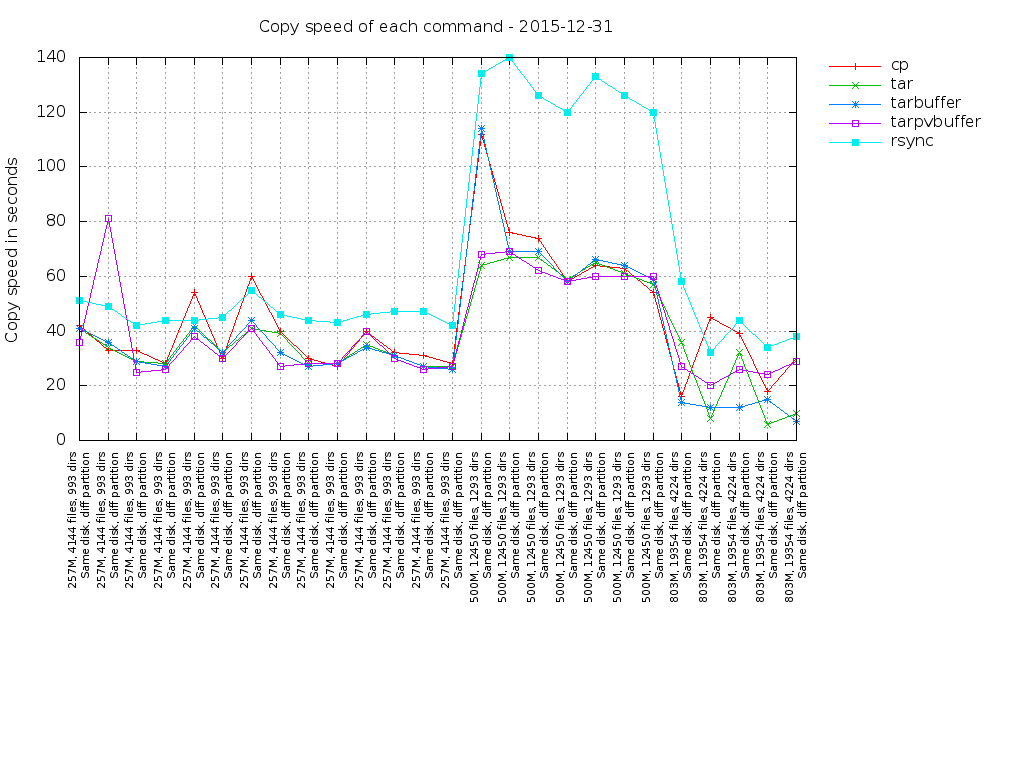 Copy speed of each command - 2015-12-31
cp
tar
tarbuffer
tarpvbuffer
rsync
Copy speed in seconds
140
120
100
80
60
40
20
0
257M, 4144 files, 993 dirs
Same disk, diff partition
257M, 4144 files, 993 dirs
Same disk, diff partition
257M, 4144 files, 993 dirs
Same disk, diff partition
257M, 4144 files, 993 dirs
Same disk, diff partition
257M, 4144 files, 993 dirs
Same disk, diff partition
257M, 4144 files, 993 dirs
Same disk, diff partition
257M, 4144 files, 993 dirs
Same disk, diff partition
257M, 4144 files, 993 dirs
Same disk, diff partition
257M, 4144 files, 993 dirs
Same disk, diff partition
257M, 4144 files, 993 dirs
Same disk, diff partition
257M, 4144 files, 993 dirs
Same disk, diff partition
257M, 4144 files, 993 dirs
Same disk, diff partition
257M, 4144 files, 993 dirs
Same disk, diff partition
257M, 4144 files, 993 dirs
Same disk, diff partition
500M, 12450 files, 1293 dirs
Same disk, diff partition
500M, 12450 files, 1293 dirs
Same disk, diff partition
500M, 12450 files, 1293 dirs
Same disk, diff partition
500M, 12450 files, 1293 dirs
Same disk, diff partition
500M, 12450 files, 1293 dirs
Same disk, diff partition
500M, 12450 files, 1293 dirs
Same disk, diff partition
500M, 12450 files, 1293 dirs
Same disk, diff partition
803M, 19354 files, 4224 dirs
Same disk, diff partition
803M, 19354 files, 4224 dirs
Same disk, diff partition
803M, 19354 files, 4224 dirs
Same disk, diff partition
803M, 19354 files, 4224 dirs
Same disk, diff partition
803M, 19354 files, 4224 dirs
Same disk, diff partition